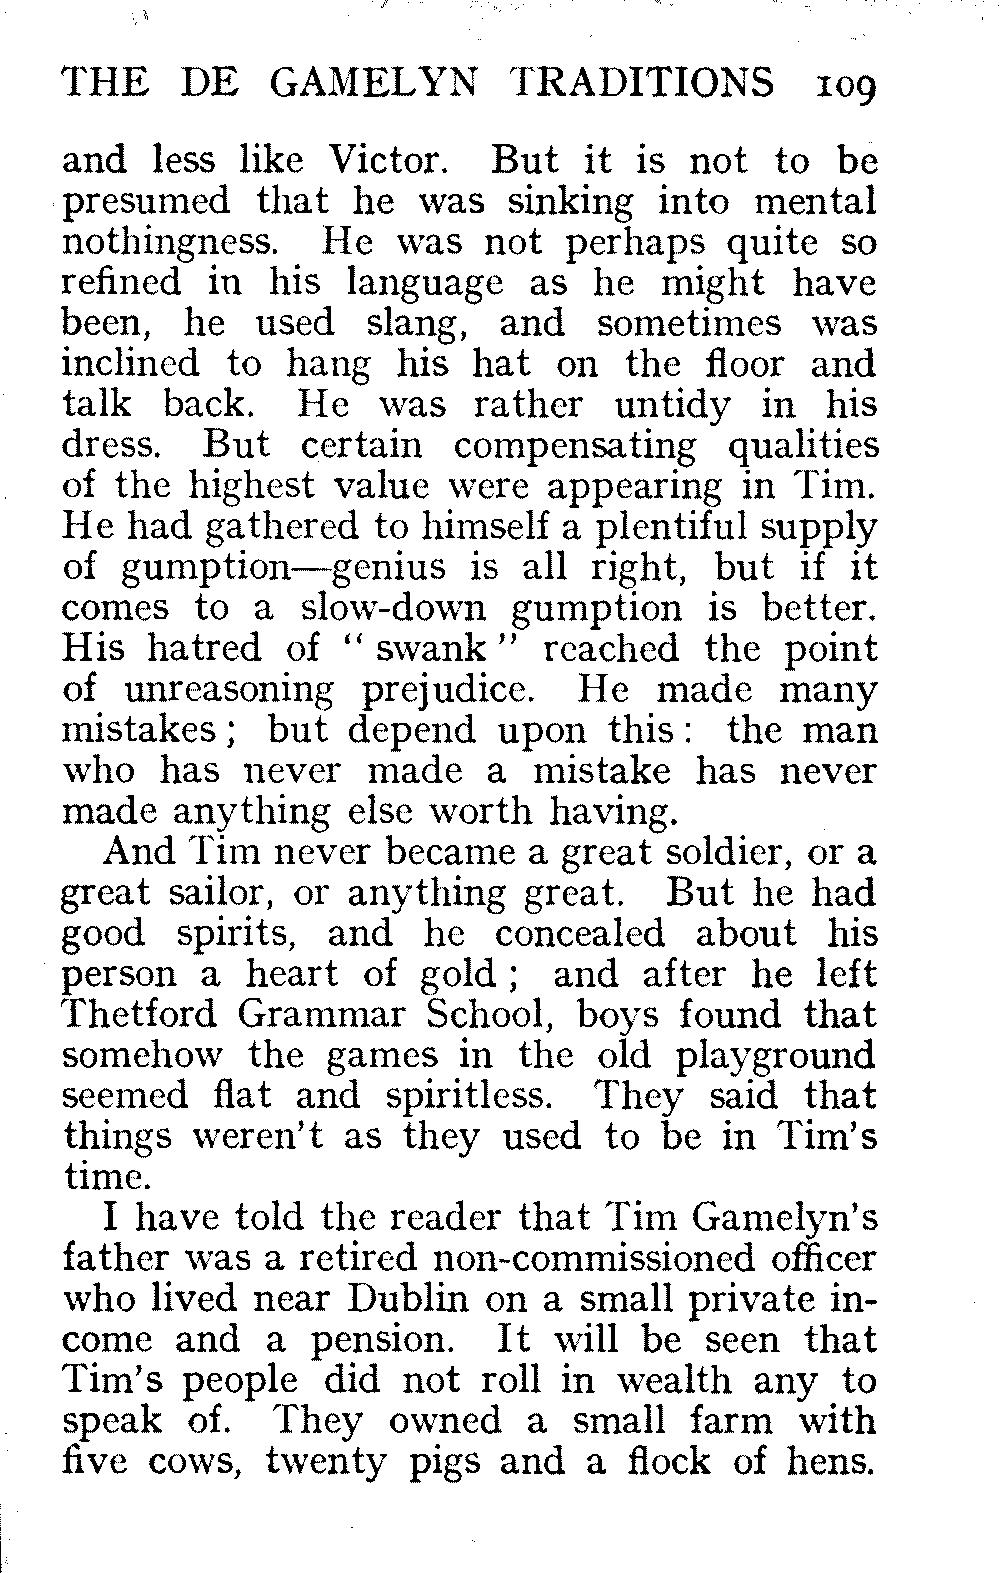 THE DE GAMELYN TRADITIONS 109
and less like Victor. But it is not to be
presumed that he was sinking into mental
nothingness. He was not perhaps quite so
refined in his language as he might have
been, he used slang, and sometimes was
inclined to hang his hat on the floor and
talk back. He was rather untidy in his
dress. But certain compensating qualities
of the highest value were appearing in Tim.
He had gathered to himself a plentiful supply
of gumption—genius is all right, but if it
comes to a slow-down gumption is better.
His hatred of “ swank ” reached the point
of unreasoning prejudice. He made many
mistakes ; but depend upon this : the man
who has never made a mistake has never
made anything else worth having.
And Tim never became a great soldier, or a
great sailor, or anything great. But he had
good spirits, and he concealed about his
person a heart of gold ; and after he left
Thetford Grammar School, boys found that
somehow the games in the old playground
seemed flat and spiritless. They said that
things weren't as they used to be in Tim's
time.
I have told the reader that Tim Gamelyn's
father was a retired non-commissioned officer
who lived near Dublin on a small private in-
come and a pension. It will be seen that
Tim's people did not roll in wealth any to
speak of. They owned a small farm with
five cows, twenty pigs and a flock of hens.